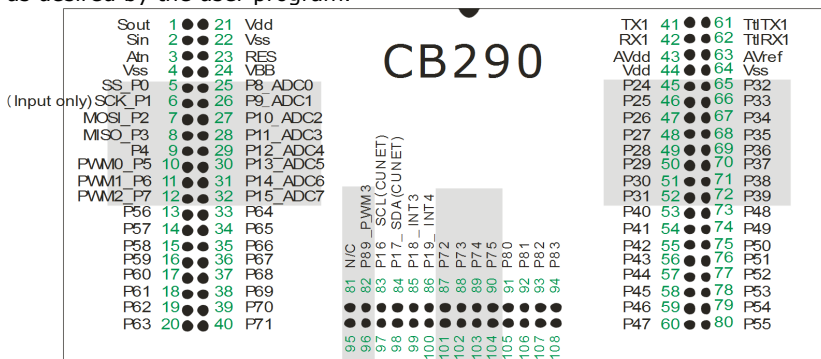 as desired by the user program.
CB290
Sout 1 21 Vdd
Sin 2 22 Vss
Atn 3 23 RES
Vss 4 24 VBB
SS_P0 5 25 P8_ADC0
(Input only) SCK_P1 6 26 P9_ADC1
MOSI_P2 7 27 P10_ADC2
MISO_P3 8 28 P11_ADC3
P4 9 29 P12_ADC4
PWM0_P5 10 30 P13_ADC5
PWM1_P6 11 31 P14_ADC6
PWM2_P7 12 32 P15_ADC7
P56 13 33 P64
P57 14 34 P65
P58 15 35 P66
P59 16 36 P67
P60 17 37 P68
P61 18 38 P69
P62 19 39 P70
P63 20 40 P71
N/C 81 95
P89_PWM3 82 96
P16_SCL(CUNET) 83 97
P17_SDA(CUNET) 84 98
P18_INT3 85 99
P19_INT4 86 100
P72 87 101
P73 88 102
P74 89 103
P75 90 104
P80 91 105
P81 92 106
P82 93 107
P83 94 108
TX1 41 61 TtlTX1
RX1 42 62 TtlRX1
AVdd 43 63 AVref
Vdd 44 64 Vss
P24 45 65 P32
P25 46 66 P33
P26 47 67 P34
P27 48 68 P35
P28 49 69 P36
P29 50 70 P37
P30 51 71 P38
P31 52 72 P39
P40 53 73 P48
P41 54 74 P49
P42 55 75 P50
P43 56 76 P51
P44 57 77 P52
P45 58 78 P53
P46 59 79 P54
P47 60 80 P55